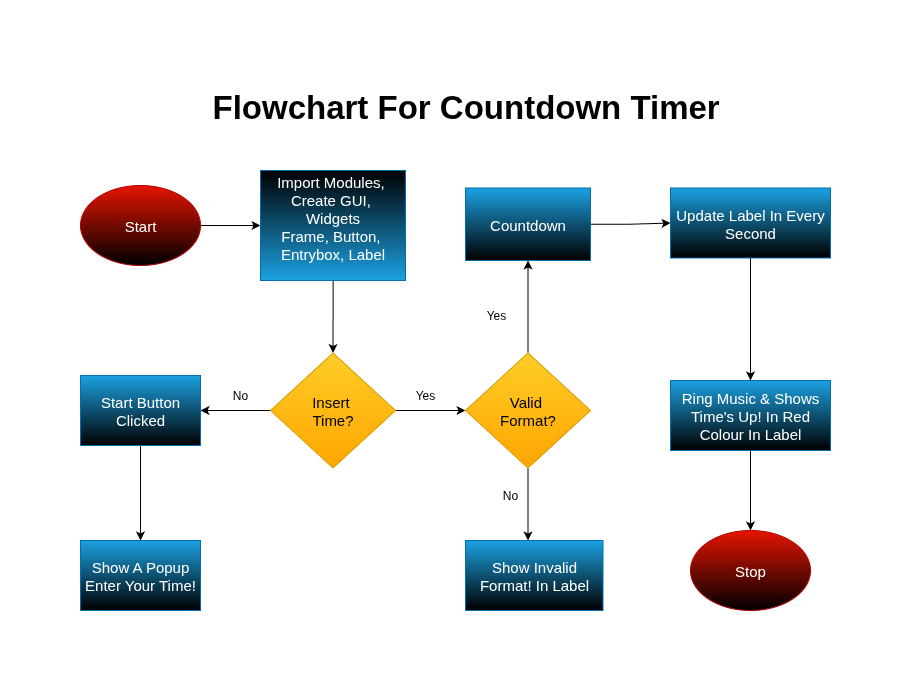 Flowchart For Countdown Timer
Start
Import Modules,
Create GUI,
Widgets
Frame, Button,
Entrybox, Label
Countdown
Update Label In Every
Second
Yes
No
Yes
Start Button
Clicked
Insert
Time?
Valid
Format?
Ring Music & Shows
Time's Up! In Red
Colour In Label
No
Show A Popup
Enter Your Time!
Show Invalid
Format! In Label
Stop